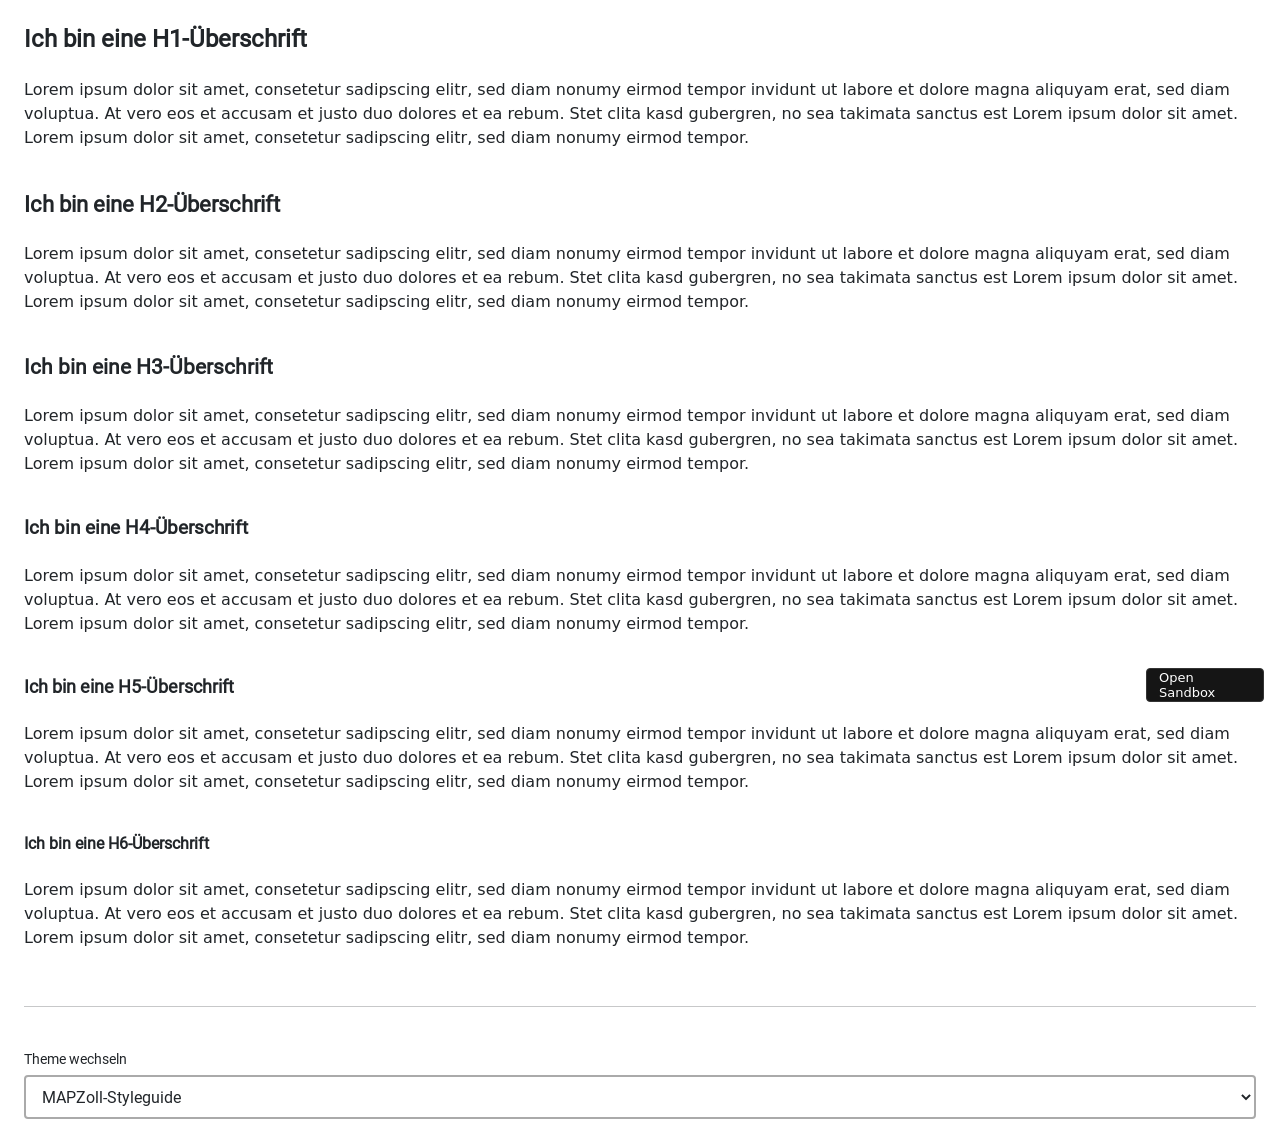 Ich bin eine H1-Überschrift
Lorem ipsum dolor sit amet, consetetur sadipscing elitr, sed diam nonumy eirmod tempor invidunt ut labore et dolore magna aliquyam erat, sed diam
voluptua. At vero eos et accusam et justo duo dolores et ea rebum. Stet clita kasd gubergren, no sea takimata sanctus est Lorem ipsum dolor sit amet.
Lorem ipsum dolor sit amet, consetetur sadipscing elitr, sed diam nonumy eirmod tempor.
Ich bin eine H2-Überschrift
Lorem ipsum dolor sit amet, consetetur sadipscing elitr, sed diam nonumy eirmod tempor invidunt ut labore et dolore magna aliquyam erat, sed diam
voluptua. At vero eos et accusam et justo duo dolores et ea rebum. Stet clita kasd gubergren, no sea takimata sanctus est Lorem ipsum dolor sit amet.
Lorem ipsum dolor sit amet, consetetur sadipscing elitr, sed diam nonumy eirmod tempor.
Ich bin eine H3-Überschrift
Lorem ipsum dolor sit amet, consetetur sadipscing elitr, sed diam nonumy eirmod tempor invidunt ut labore et dolore magna aliquyam erat, sed diam
voluptua. At vero eos et accusam et justo duo dolores et ea rebum. Stet clita kasd gubergren, no sea takimata sanctus est Lorem ipsum dolor sit amet.
Lorem ipsum dolor sit amet, consetetur sadipscing elitr, sed diam nonumy eirmod tempor.
Ich bin eine H4-Überschrift
Lorem ipsum dolor sit amet, consetetur sadipscing elitr, sed diam nonumy eirmod tempor invidunt ut labore et dolore magna aliquyam erat, sed diam
voluptua. At vero eos et accusam et justo duo dolores et ea rebum. Stet clita kasd gubergren, no sea takimata sanctus est Lorem ipsum dolor sit amet.
Lorem ipsum dolor sit amet, consetetur sadipscing elitr, sed diam nonumy eirmod tempor.
Ich bin eine H5-Überschrift
Open
Sandbox
Lorem ipsum dolor sit amet, consetetur sadipscing elitr, sed diam nonumy eirmod tempor invidunt ut labore et dolore magna aliquyam erat, sed diam
voluptua. At vero eos et accusam et justo duo dolores et ea rebum. Stet clita kasd gubergren, no sea takimata sanctus est Lorem ipsum dolor sit amet.
Lorem ipsum dolor sit amet, consetetur sadipscing elitr, sed diam nonumy eirmod tempor.
Ich bin eine H6-Überschrift
Lorem ipsum dolor sit amet, consetetur sadipscing elitr, sed diam nonumy eirmod tempor invidunt ut labore et dolore magna aliquyam erat, sed diam
voluptua. At vero eos et accusam et justo duo dolores et ea rebum. Stet clita kasd gubergren, no sea takimata sanctus est Lorem ipsum dolor sit amet.
Lorem ipsum dolor sit amet, consetetur sadipscing elitr, sed diam nonumy eirmod tempor.
Theme wechseln
MAPZoll-Styleguide